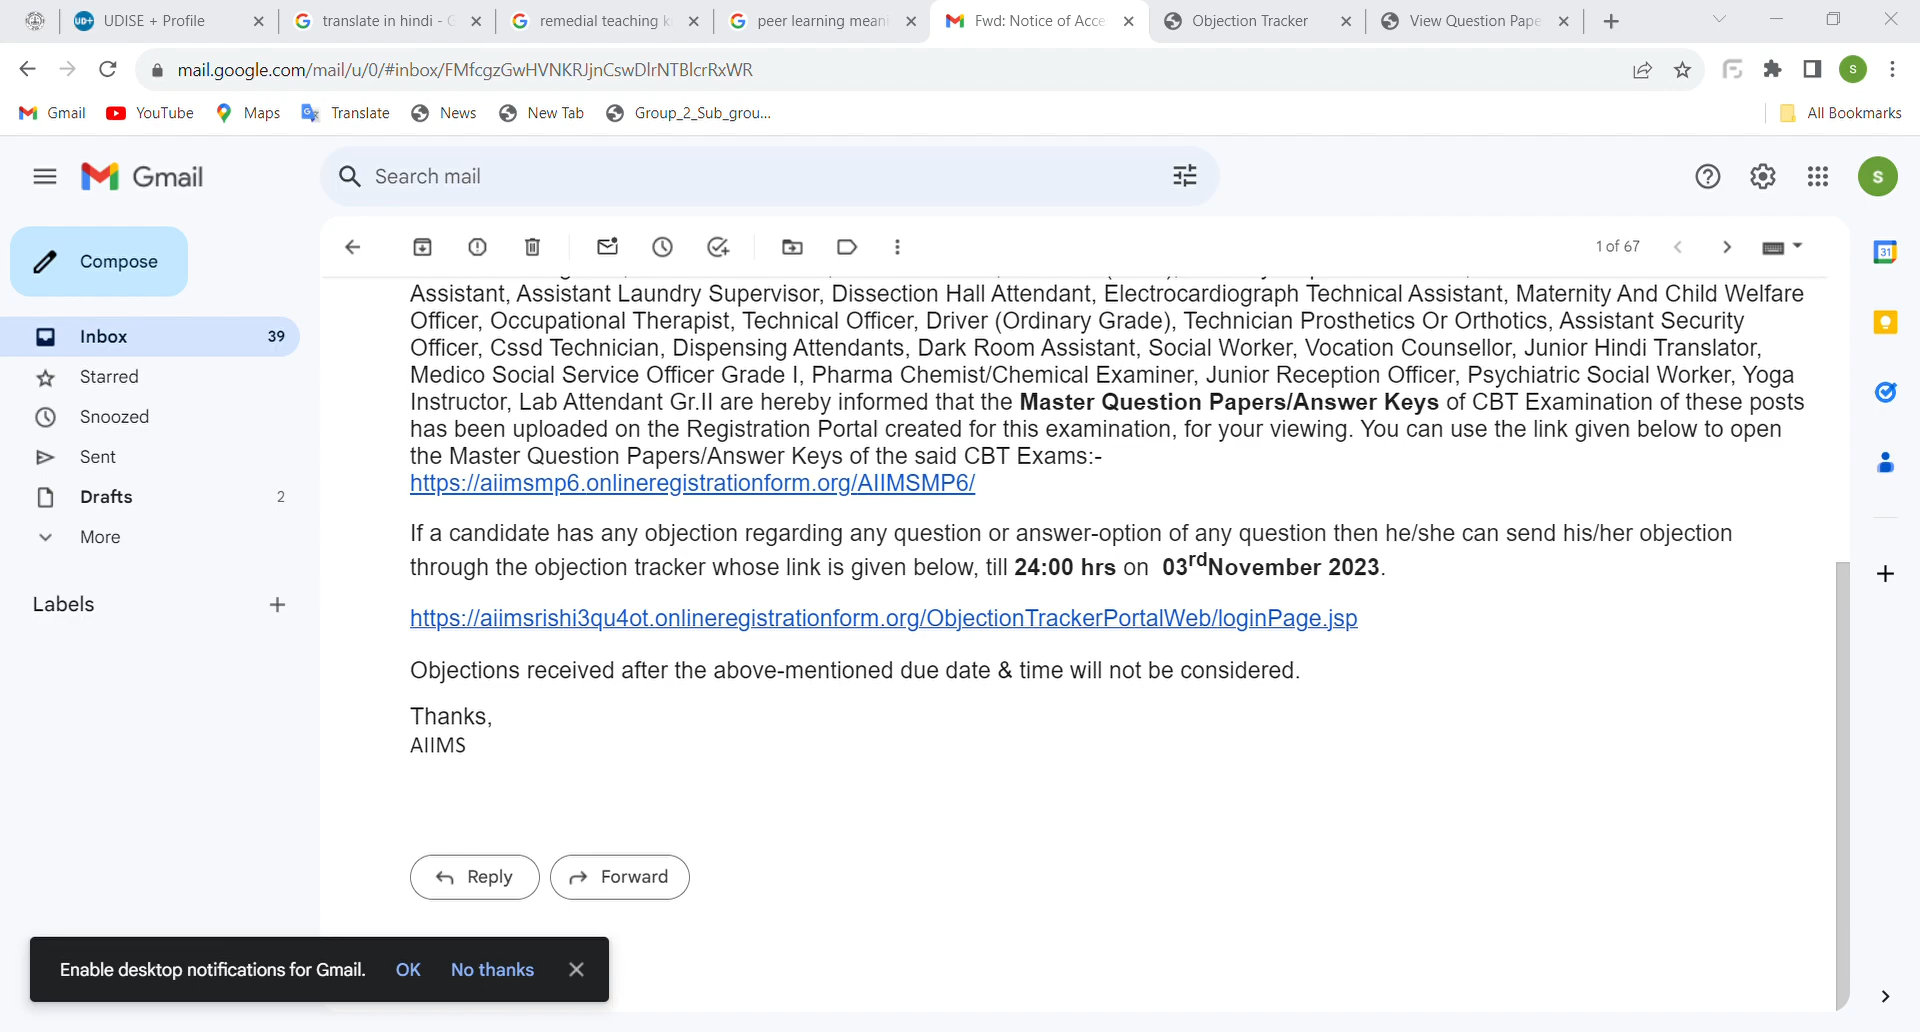 UDISE + Profile
translate in hindi - G
remedial teaching k
peer learning meani
Fwd: Notice of Acce
Objection Tracker
View Question Pape
mail.google.com/mail/u/0/#inbox/FMfcgzGwHVNKRJjnCswDlrNTBlcrRxWR
S
Gmail
YouTube
Maps
Translate
News
New Tab
Group_2_Sub_grou...
All Bookmarks
Gmail
Search mail
S
Compose
1 of 67
Inbox 39
Starred
Snoozed
Sent
Drafts 2
More
Labels
Assistant, Assistant Laundry Supervisor, Dissection Hall Attendant, Electrocardiograph Technical Assistant, Maternity And Child Welfare
Officer, Occupational Therapist, Technical Officer, Driver (Ordinary Grade), Technician Prosthetics Or Orthotics, Assistant Security
Officer, Cssd Technician, Dispensing Attendants, Dark Room Assistant, Social Worker, Vocation Counsellor, Junior Hindi Translator,
Medico Social Service Officer Grade I, Pharma Chemist/Chemical Examiner, Junior Reception Officer, Psychiatric Social Worker, Yoga
Instructor, Lab Attendant Gr.II are hereby informed that the Master Question Papers/Answer Keys of CBT Examination of these posts
has been uploaded on the Registration Portal created for this examination, for your viewing. You can use the link given below to open
the Master Question Papers/Answer Keys of the said CBT Exams:-
https://aiimsmp6.onlineregistrationform.org/AIIMSMP6/
If a candidate has any objection regarding any question or answer-option of any question then he/she can send his/her objection
through the objection tracker whose link is given below, till 24:00 hrs on 03rdNovember 2023.
https://aiimsrishi3qu4ot.onlineregistrationform.org/ObjectionTrackerPortalWeb/loginPage.jsp
Objections received after the above-mentioned due date & time will not be considered.
Thanks,
AIIMS
Reply
Forward
Enable desktop notifications for Gmail. OK No thanks
31